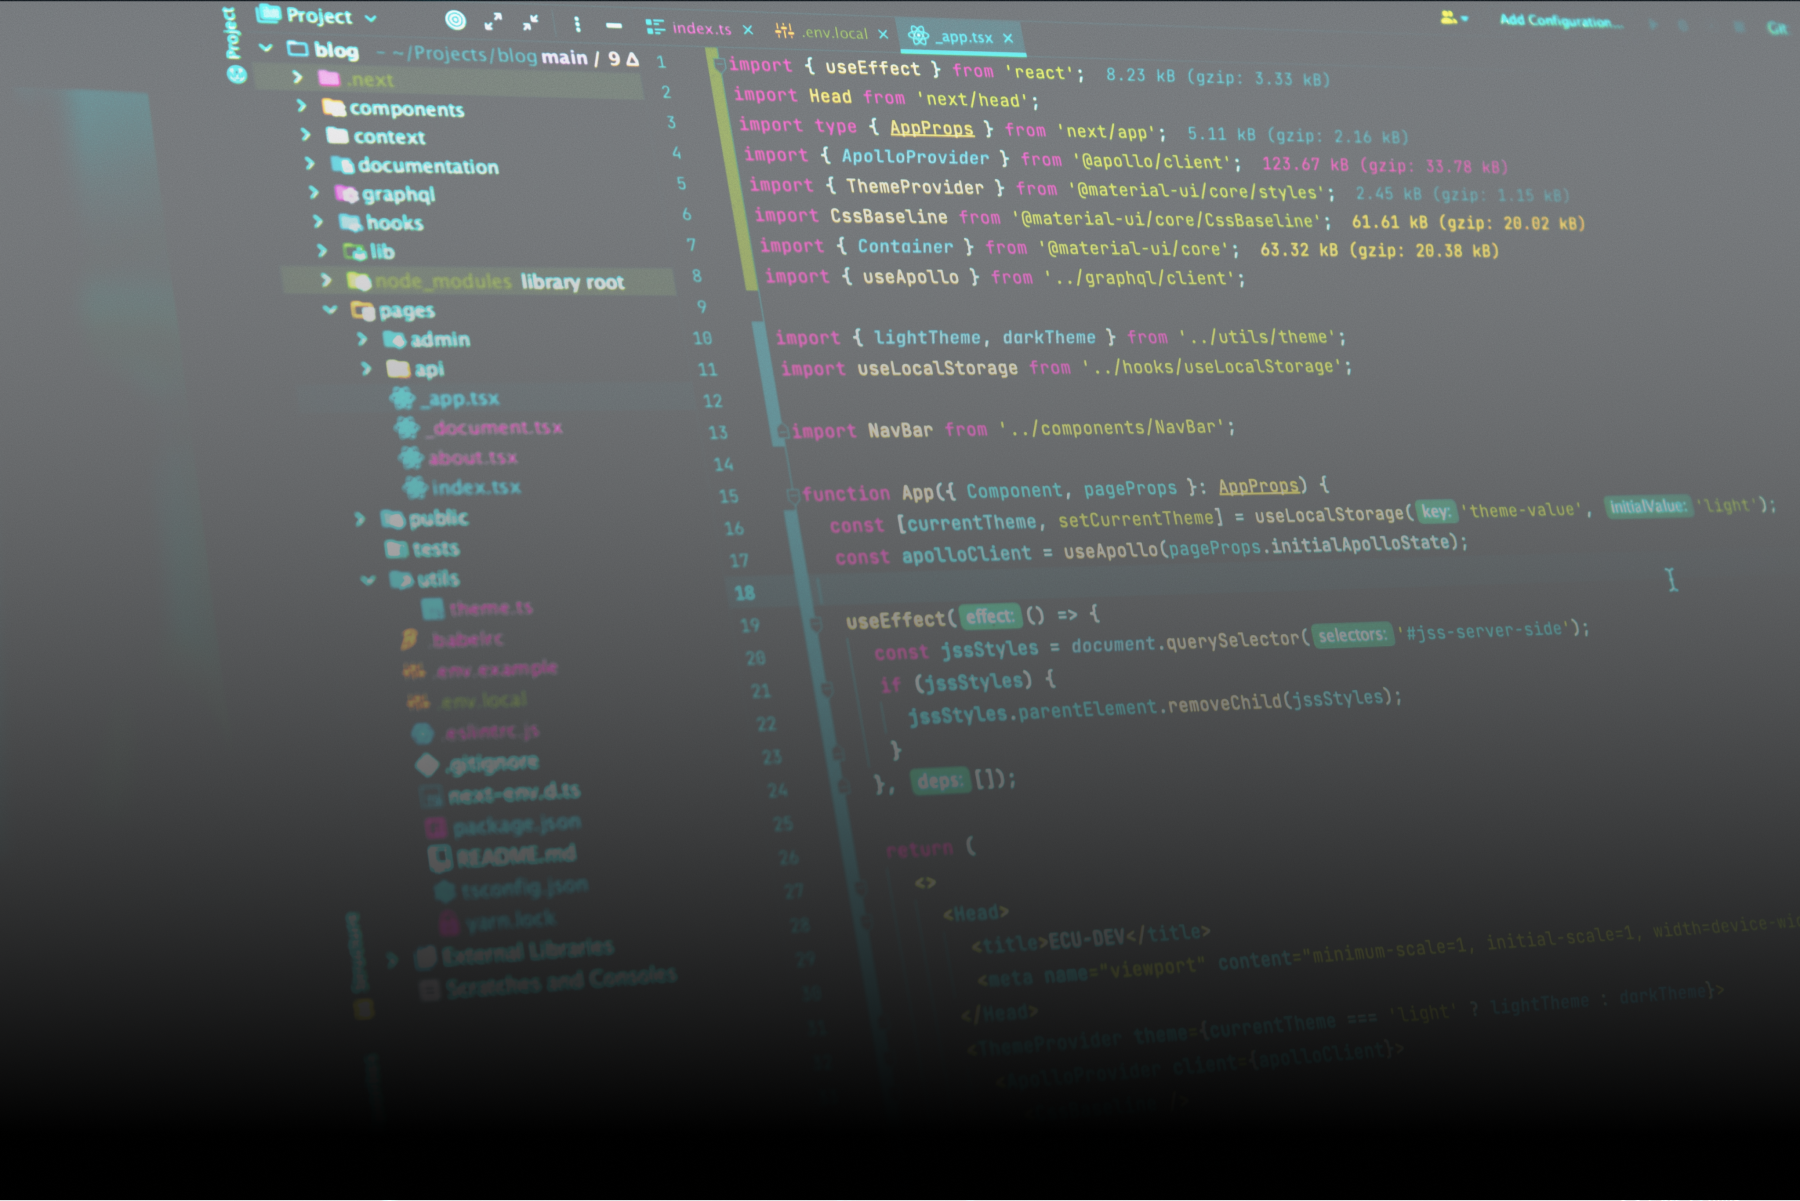 Project
Project
index.ts
.env.local
_app.tsx
Add Configuration...
Git
blog ~/Projects/blog main / 9 Δ
.next
components
context
documentation
graphql
hooks
lib
node_modules library root
pages
admin
api
_app.tsx
_document.tsx
about.tsx
index.tsx
public
tests
utils
theme.ts
.babelrc
.env.example
.env.local
.eslintrc.js
.gitignore
next-env.d.ts
package.json
README.md
tsconfig.json
yarn.lock
External Libraries
Scratches and Consoles
1 import { useEffect } from 'react'; 8.23 kB (gzip: 3.33 kB)
2 import Head from 'next/head';
3 import type { AppProps } from 'next/app'; 5.11 kB (gzip: 2.16 kB)
4 import { ApolloProvider } from '@apollo/client'; 123.67 kB (gzip: 33.78 kB)
5 import { ThemeProvider } from '@material-ui/core/styles'; 2.45 kB (gzip: 1.15 kB)
6 import CssBaseline from '@material-ui/core/CssBaseline'; 61.61 kB (gzip: 20.02 kB)
7 import { Container } from '@material-ui/core'; 63.32 kB (gzip: 20.38 kB)
8 import { useApollo } from '../graphql/client';
9
10 import { lightTheme, darkTheme } from '../utils/theme';
11 import useLocalStorage from '../hooks/useLocalStorage';
12
13 import NavBar from '../components/NavBar';
14
15 function App({ Component, pageProps }: AppProps) {
16 const [currentTheme, setCurrentTheme] = useLocalStorage( key: 'theme-value', initialValue: 'light');
17 const apolloClient = useApollo(pageProps.initialApolloState);
18
19 useEffect( effect: () => {
20 const jssStyles = document.querySelector( selectors: '#jss-server-side');
21 if (jssStyles) {
22 jssStyles.parentElement.removeChild(jssStyles);
23 }
24 }, deps: []);
25
26 return (
27 <>
28 <Head>
29 <title>ECU-DEV</title>
30 <meta name="viewport" content="minimum-scale=1, initial-scale=1, width=device-wid
</Head>
<ThemeProvider theme={currentTheme === 'light' ? lightTheme : darkTheme}>
<ApolloProvider client={apolloClient}>